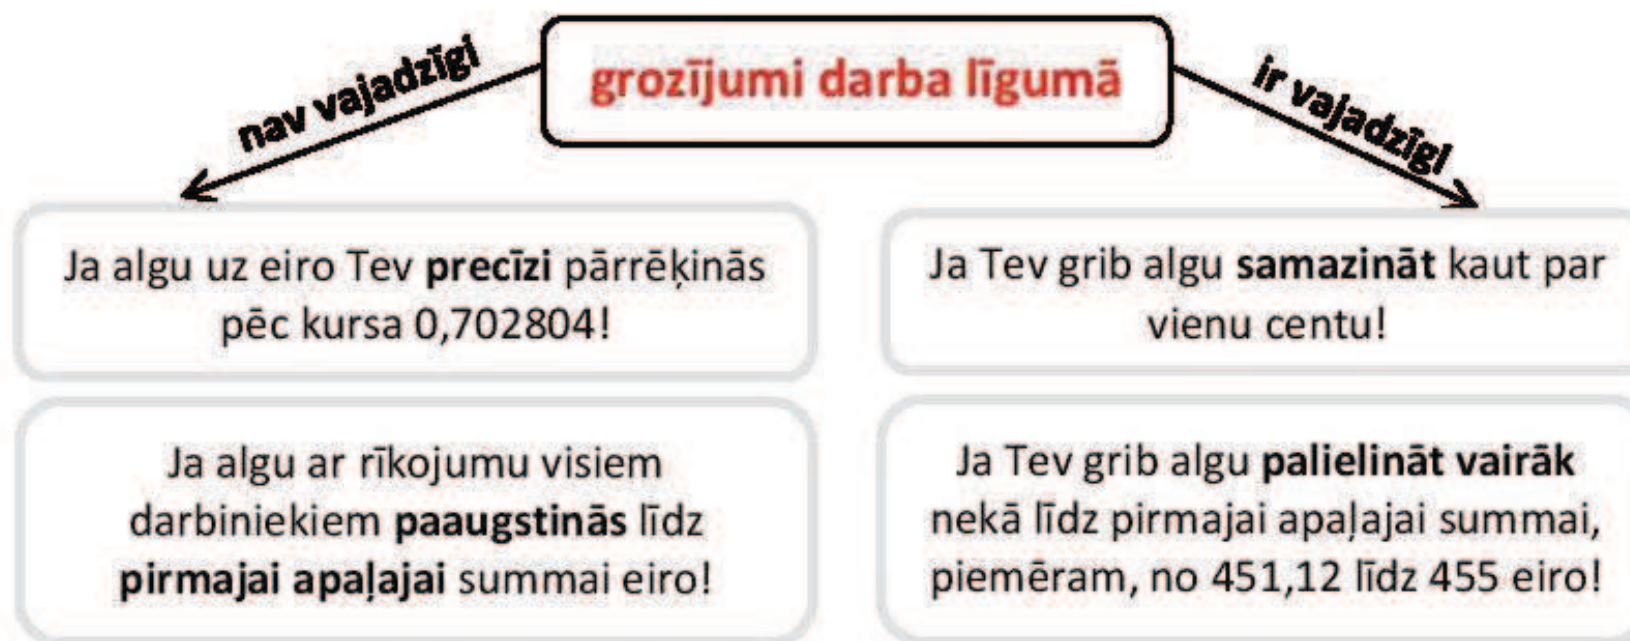 grozījumi darba līgumā
nav vajadzīgi
ir vajadzīgi
Ja algu uz eiro Tev precīzi pārrēķinās
pēc kursa 0,702804!
Ja algu ar rīkojumu visiem
darbiniekiem paaugstinās līdz
pirmajai apaļajai summai eiro!
Ja Tev grib algu samazināt kaut par
vienu centu!
Ja Tev grib algu palielināt vairāk
nekā līdz pirmajai apaļajai summai,
piemēram, no 451,12 līdz 455 eiro!